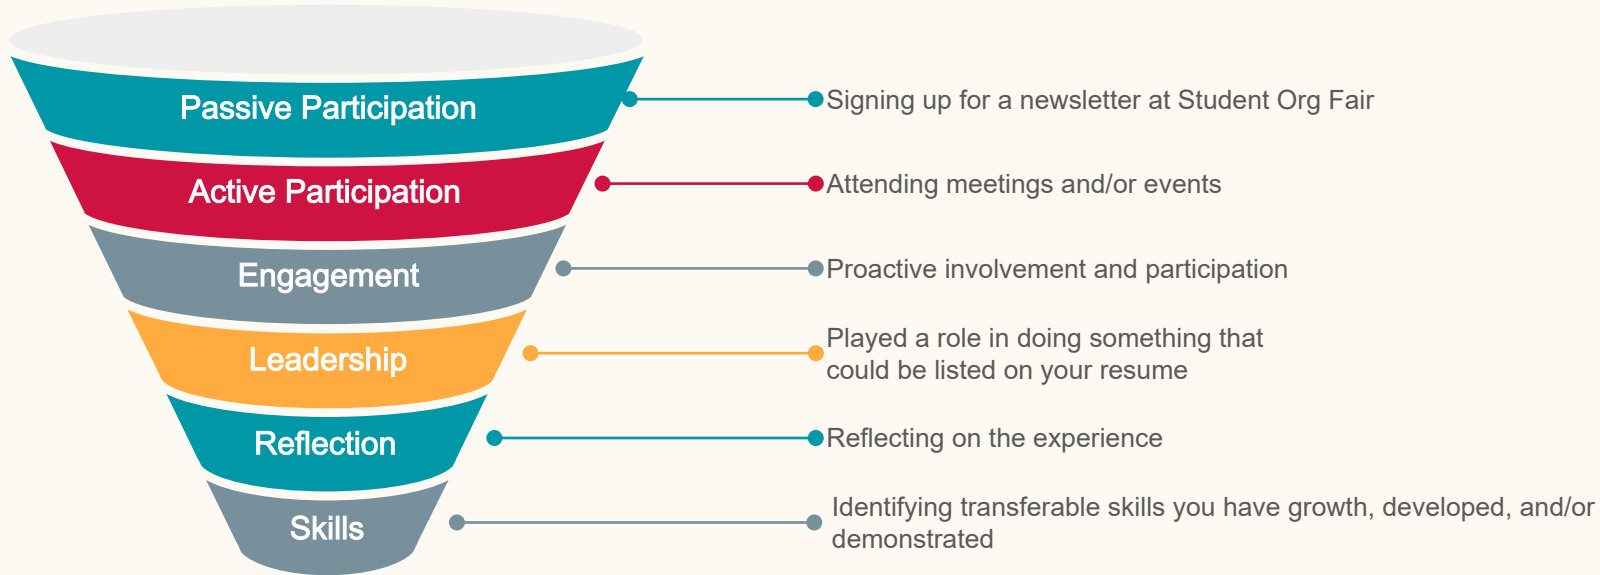 Passive Participation
Signing up for a newsletter at Student Org Fair
Active Participation
Attending meetings and/or events
Engagement
Proactive involvement and participation
Leadership
Played a role in doing something that
could be listed on your resume
Reflection
Reflecting on the experience
Skills
Identifying transferable skills you have growth, developed, and/or
demonstrated